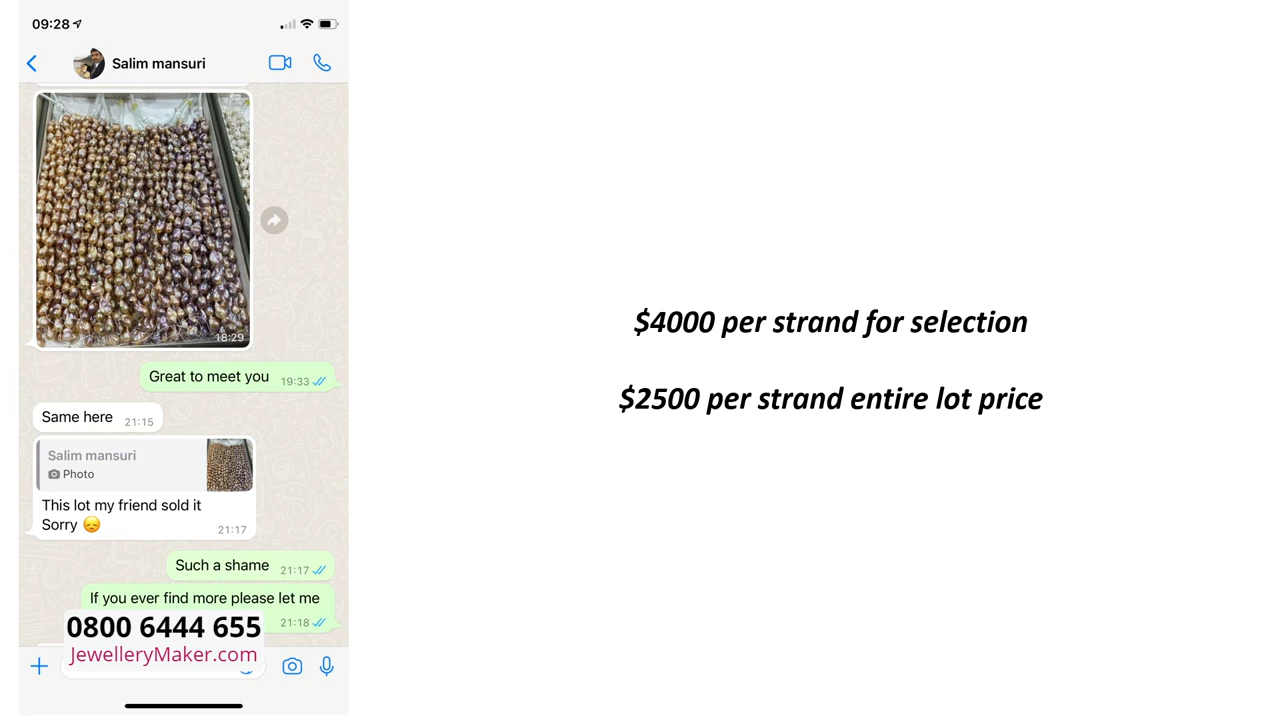 09:28
Salim mansuri
18:29
Great to meet you 19:33
Same here 21:15
Salim mansuri
Photo
This lot my friend sold it
Sorry 😞 21:17
Such a shame 21:17
If you ever find more please let me
21:18
0800 6444 655
JewelleryMaker.com
$4000 per strand for selection
$2500 per strand entire lot price